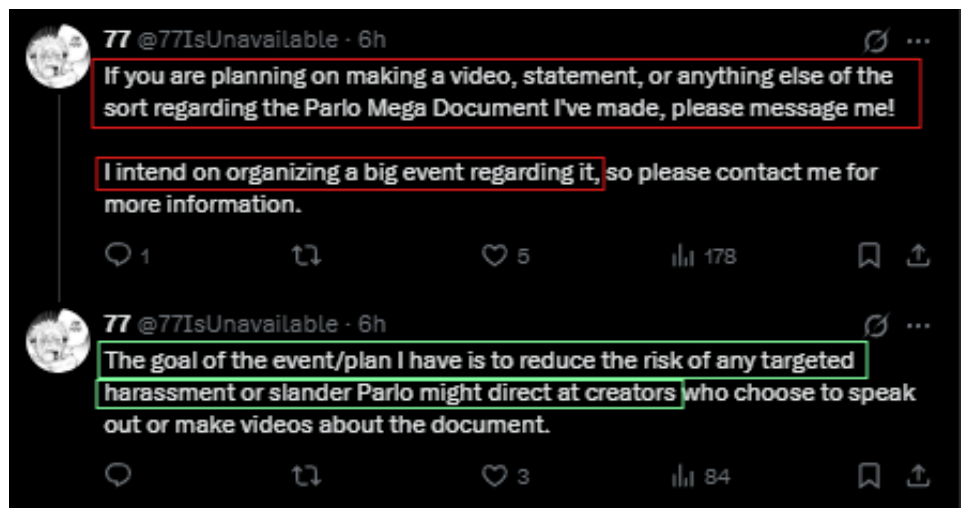 77 @77IsUnavailable · 6h
If you are planning on making a video, statement, or anything else of the
sort regarding the Parlo Mega Document I've made, please message me!
I intend on organizing a big event regarding it, so please contact me for
more information.
1 5 178
77 @77IsUnavailable · 6h
The goal of the event/plan I have is to reduce the risk of any targeted
harassment or slander Parlo might direct at creators who choose to speak
out or make videos about the document.
3 84